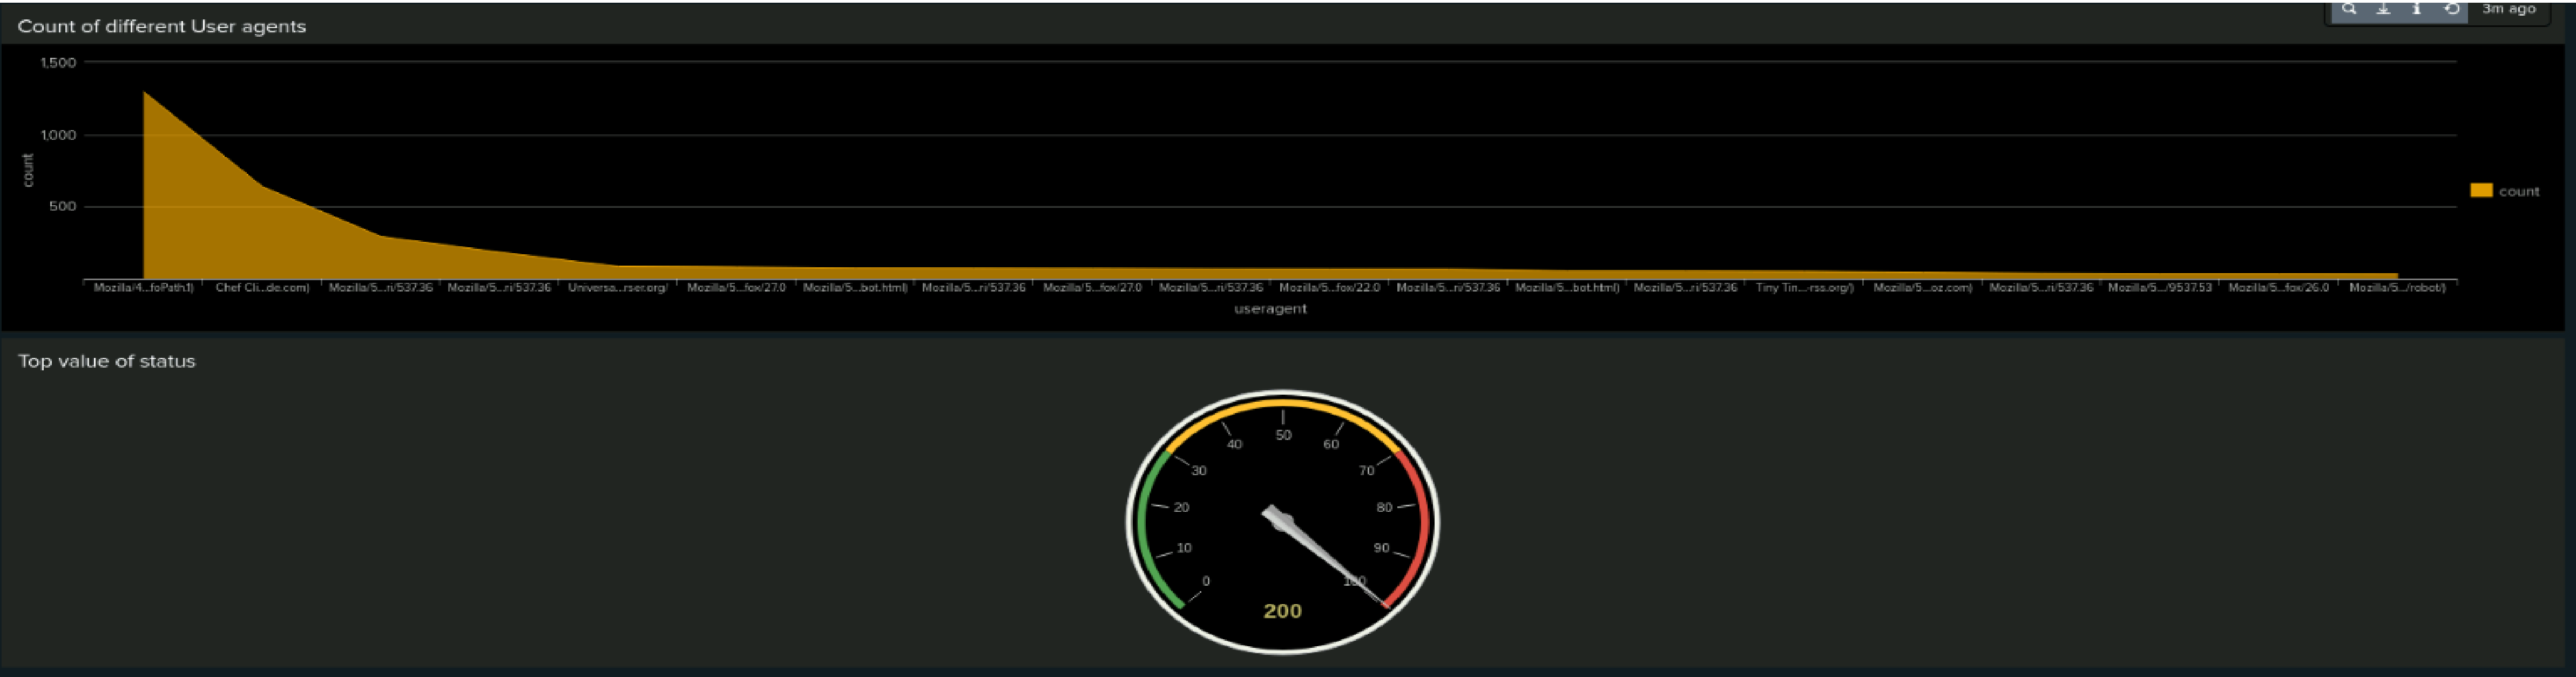 Count of different User agents
3m ago
1,500
1,000
500
count
count
Mozilla/4...foPath.1) Chef Cli...de.com) Mozilla/5...ri/537.36 Mozilla/5...ri/537.36 Universa...rser.org/ Mozilla/5...fox/27.0 Mozilla/5...bot.html) Mozilla/5...ri/537.36 Mozilla/5...fox/27.0 Mozilla/5...ri/537.36 Mozilla/5...fox/22.0 Mozilla/5...ri/537.36 Mozilla/5...bot.html) Mozilla/5...ri/537.36 Tiny Tin...-rss.org/) Mozilla/5...oz.com) Mozilla/5...ri/537.36 Mozilla/5.../9537.53 Mozilla/5...fox/26.0 Mozilla/5.../robot/)
useragent
Top value of status
50
40 60
30 70
20 80
10 90
0 100
200